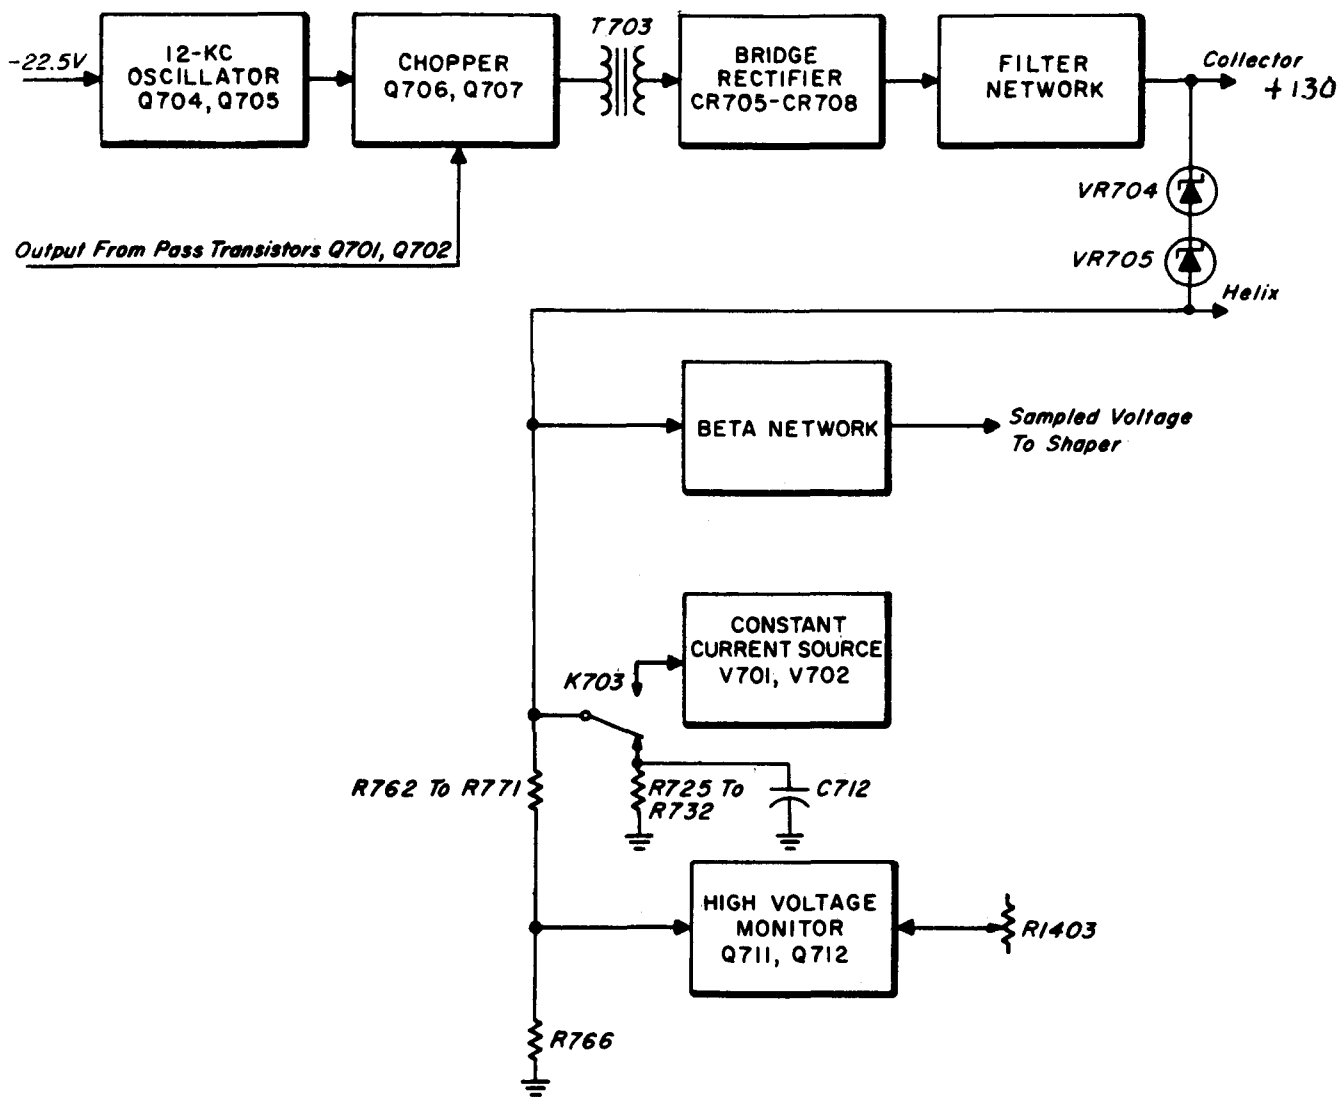 -22.5V
12-KC
OSCILLATOR
Q704, Q705
CHOPPER
Q706, Q707
T703
BRIDGE
RECTIFIER
CR705-CR708
FILTER
NETWORK
Collector
+130
VR704
VR705
Output From Pass Transistors Q701, Q702
Helix
BETA NETWORK
Sampled Voltage
To Shaper
CONSTANT
CURRENT SOURCE
V701, V702
K703
R762 To R771
R725 To
R732
C712
HIGH VOLTAGE
MONITOR
Q711, Q712
R1403
R766